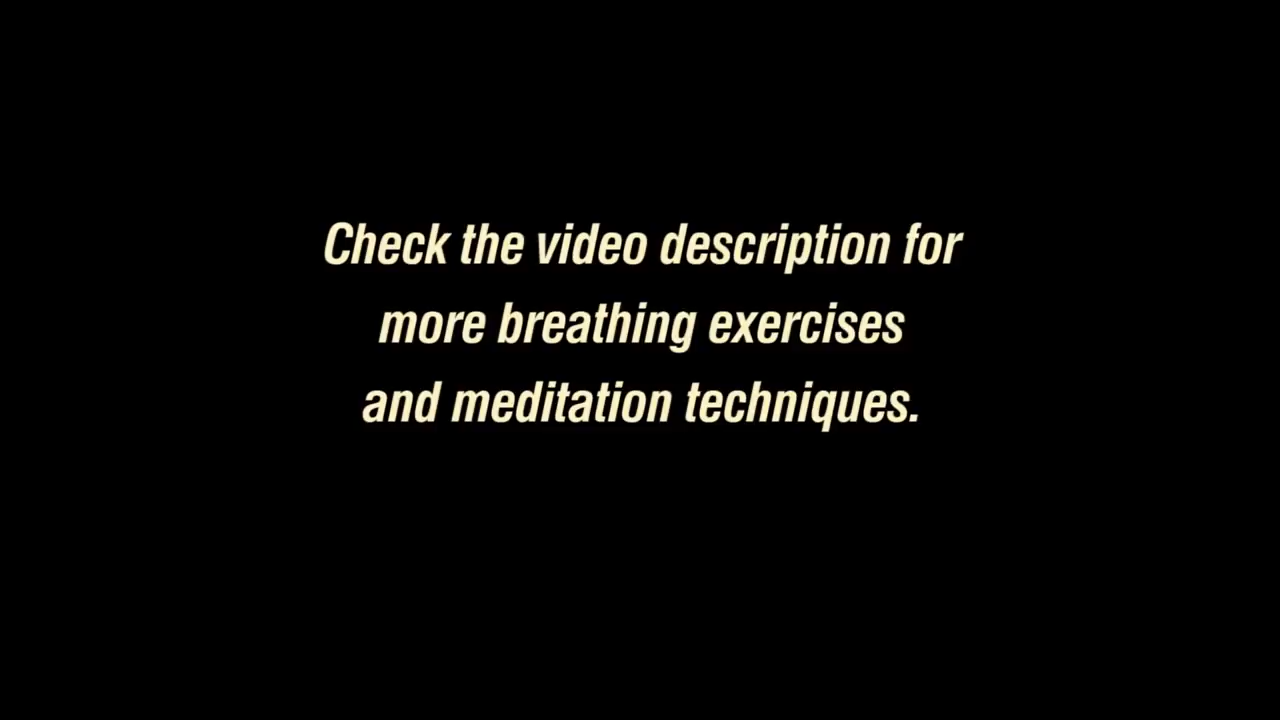 Check the video description for
more breathing exercises
and meditation techniques.